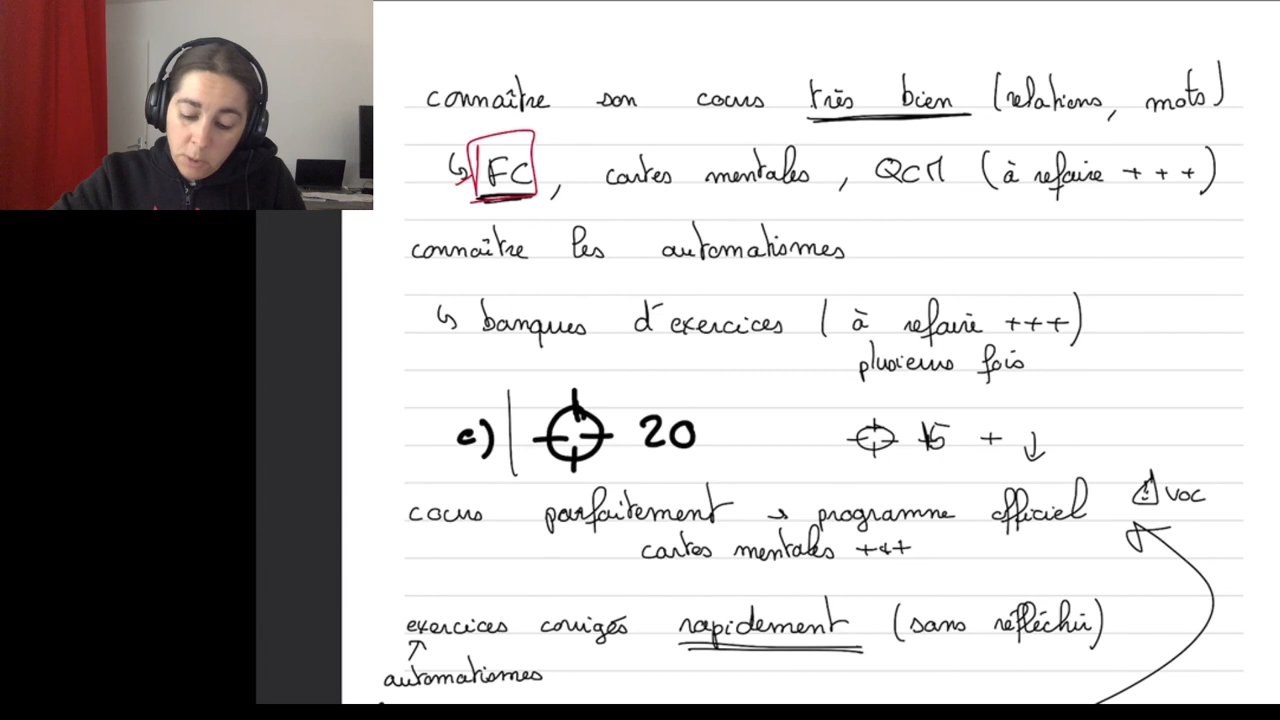 connaître son cours très bien (relations, mots)
↳ FC, cartes mentales, QCM (à refaire +++)
connaître les automatismes
↳ banques d'exercices (à refaire +++)
plusieurs fois
c) 20 15 + ↓
cours parfaitement → programme officiel ⚠ voc
cartes mentales +++
exercices corrigés rapidement (sans réfléchir)
↑
automatismes